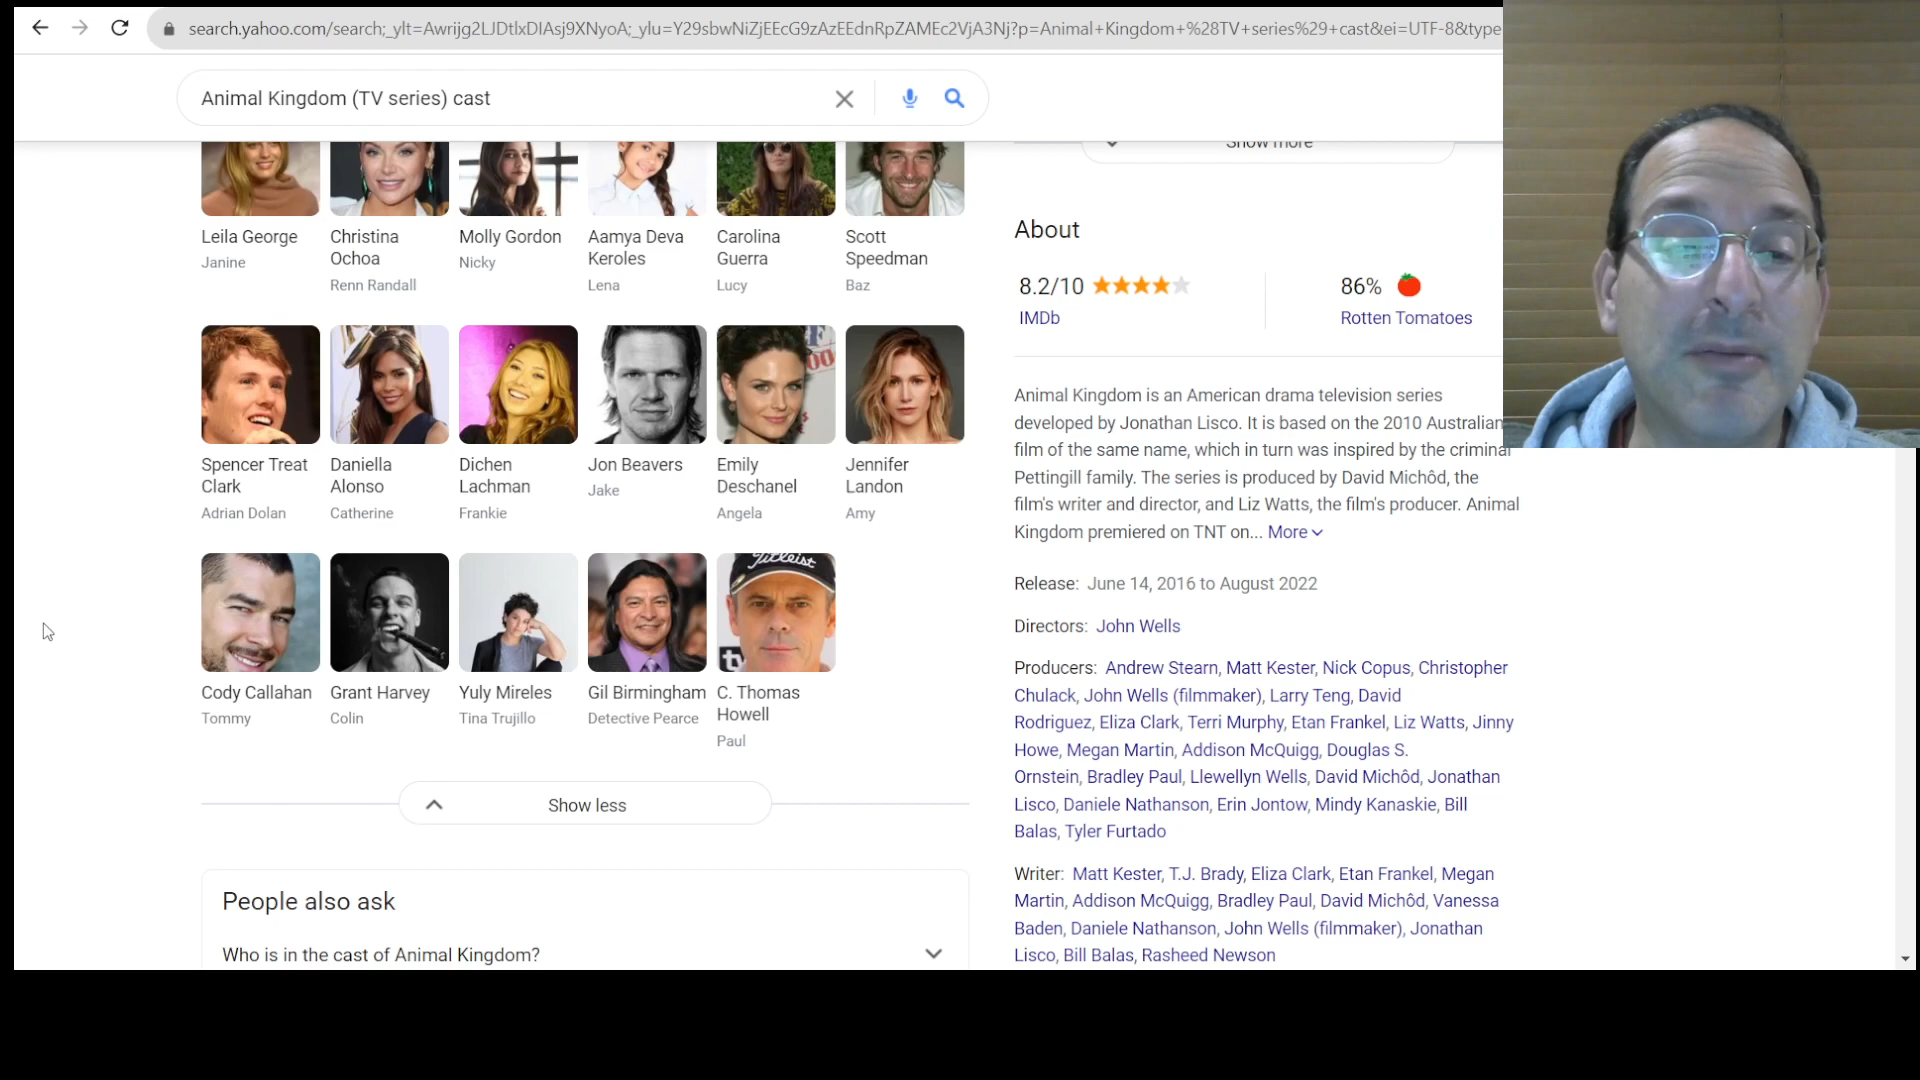 search.yahoo.com/search;_ylt=Awrijg2LJDtlxDIAsj9XNyoA;_ylu=Y29sbwNiZjEEcG9zAzEEdnRpZAMEc2VjA3Nj?p=Animal+Kingdom+%28TV+series%29+cast&ei=UTF-8&type
Animal Kingdom (TV series) cast
Show more
Leila George
Janine
Christina
Ochoa
Renn Randall
Molly Gordon
Nicky
Aamya Deva
Keroles
Lena
Carolina
Guerra
Lucy
Scott
Speedman
Baz
Spencer Treat
Clark
Adrian Dolan
Daniella
Alonso
Catherine
Dichen
Lachman
Frankie
Jon Beavers
Jake
Emily
Deschanel
Angela
Jennifer
Landon
Amy
Cody Callahan
Tommy
Grant Harvey
Colin
Yuly Mireles
Tina Trujillo
Gil Birmingham
Detective Pearce
Titleist
C. Thomas
Howell
Paul
Show less
People also ask
Who is in the cast of Animal Kingdom?
About
8.2/10
IMDb
86%
Rotten Tomatoes
Animal Kingdom is an American drama television series
developed by Jonathan Lisco. It is based on the 2010 Australian
film of the same name, which in turn was inspired by the criminal
Pettingill family. The series is produced by David Michôd, the
film's writer and director, and Liz Watts, the film's producer. Animal
Kingdom premiered on TNT on... More
Release: June 14, 2016 to August 2022
Directors: John Wells
Producers: Andrew Stearn, Matt Kester, Nick Copus, Christopher
Chulack, John Wells (filmmaker), Larry Teng, David
Rodriguez, Eliza Clark, Terri Murphy, Etan Frankel, Liz Watts, Jinny
Howe, Megan Martin, Addison McQuigg, Douglas S.
Ornstein, Bradley Paul, Llewellyn Wells, David Michôd, Jonathan
Lisco, Daniele Nathanson, Erin Jontow, Mindy Kanaskie, Bill
Balas, Tyler Furtado
Writer: Matt Kester, T.J. Brady, Eliza Clark, Etan Frankel, Megan
Martin, Addison McQuigg, Bradley Paul, David Michôd, Vanessa
Baden, Daniele Nathanson, John Wells (filmmaker), Jonathan
Lisco, Bill Balas, Rasheed Newson